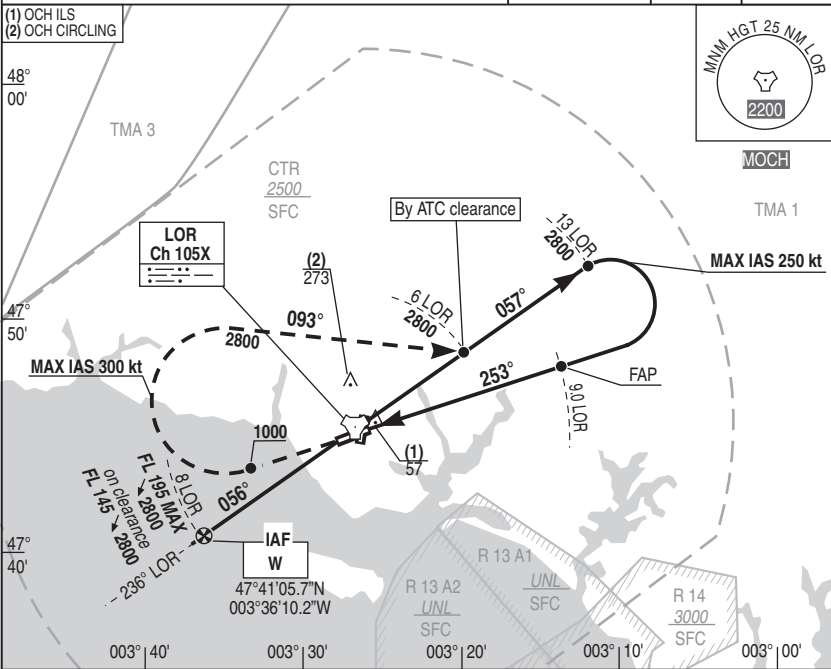 (1) OCH ILS
(2) OCH CIRCLING
MNM HGT 25 NM LOR
2200
MOCH
48°
00'
TMA 3
CTR
2500
SFC
TMA 1
By ATC clearance
LOR
Ch 105X
(2)
273
13 LOR
2800
MAX IAS 250 kt
057°
6 LOR
2800
47°
50'
093°
2800
MAX IAS 300 kt
253°
FAP
9.0 LOR
1000
(1)
57
056°
8 LOR
FL 195 MAX
2800
on clearance
FL 145
2800
236° LOR
IAF
W
47°41'05.7"N
003°36'10.2"W
47°
40'
R 13 A1
UNL
SFC
R 13 A2
UNL
SFC
R 14
3000
SFC
003°40'
003°30'
003°20'
003°10'
003°00'